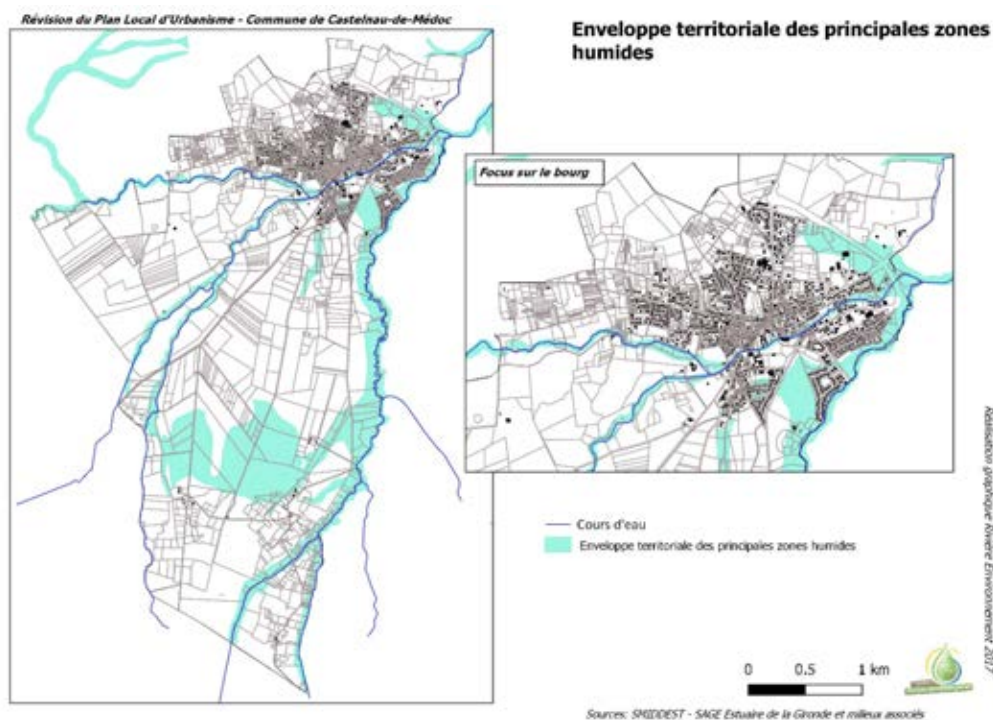 Révision du Plan Local d'Urbanisme - Commune de Castelnau-de-Médoc
Enveloppe territoriale des principales zones
humides
Focus sur le bourg
Cours d'eau
Enveloppe territoriale des principales zones humides
0 0.5 1 km
Sources: SMIDDEST - SAGE Estuaire de la Gironde et milieux associés
Réalisation graphique Rivière Environnement 2017